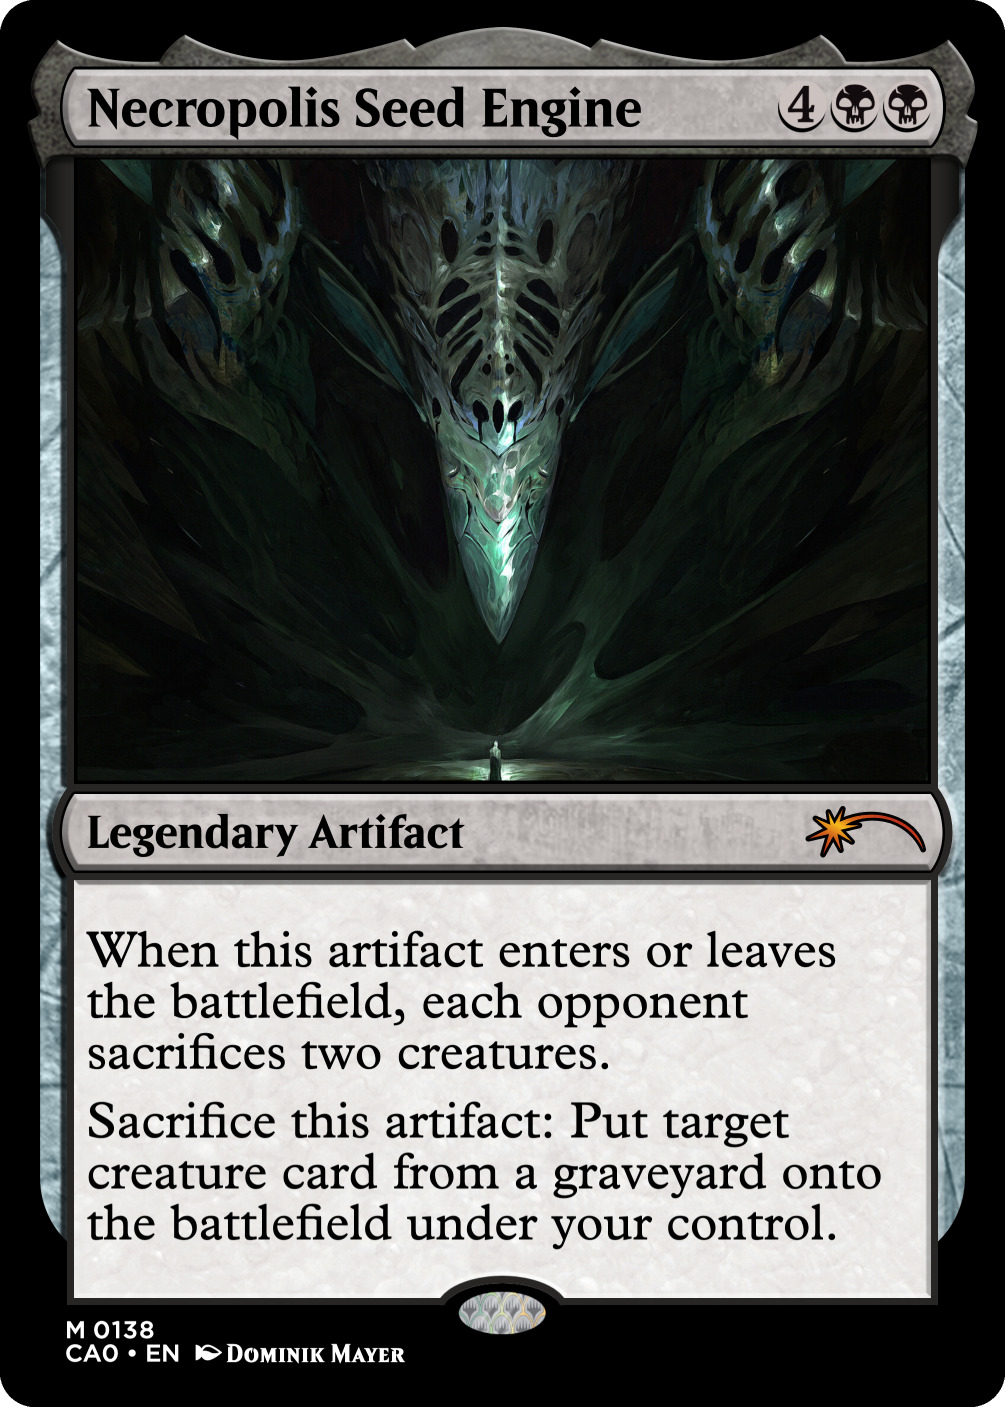 Necropolis Seed Engine 4
Legendary Artifact
When this artifact enters or leaves
the battlefield, each opponent
sacrifices two creatures.
Sacrifice this artifact: Put target
creature card from a graveyard onto
the battlefield under your control.
M 0138
CAO • EN DOMINIK MAYER